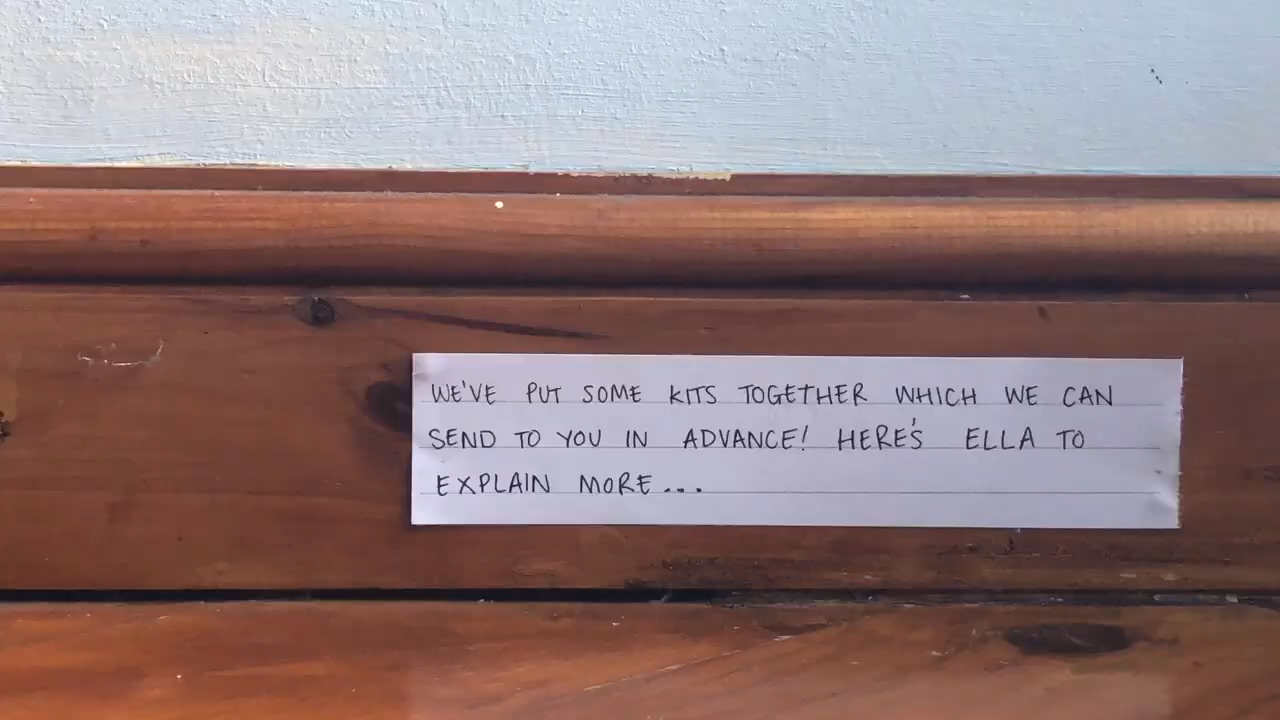 WE'VE PUT SOME KITS TOGETHER WHICH WE CAN
SEND TO YOU IN ADVANCE! HERE'S ELLA TO
EXPLAIN MORE...